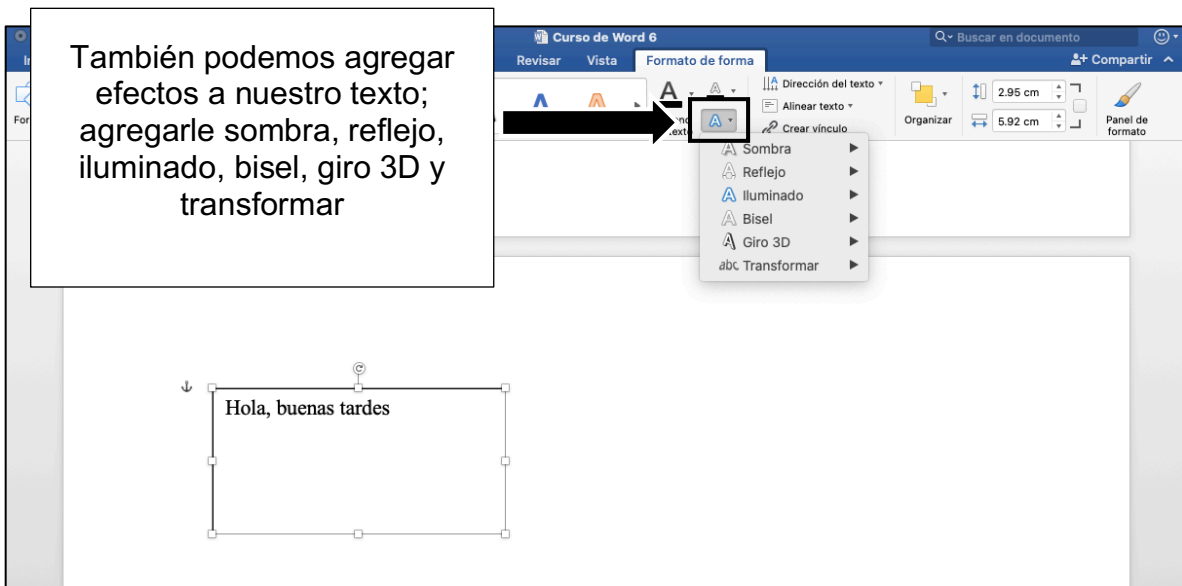 También podemos agregar
efectos a nuestro texto;
agregarle sombra, reflejo,
iluminado, bisel, giro 3D y
transformar
Curso de Word 6
Buscar en documento
Revisar Vista Formato de forma
Compartir
Dirección del texto
Alinear texto
Crear vínculo
Organizar
2.95 cm
5.92 cm
Panel de
formato
Sombra
Reflejo
Iluminado
Bisel
Giro 3D
abc Transformar
Hola, buenas tardes